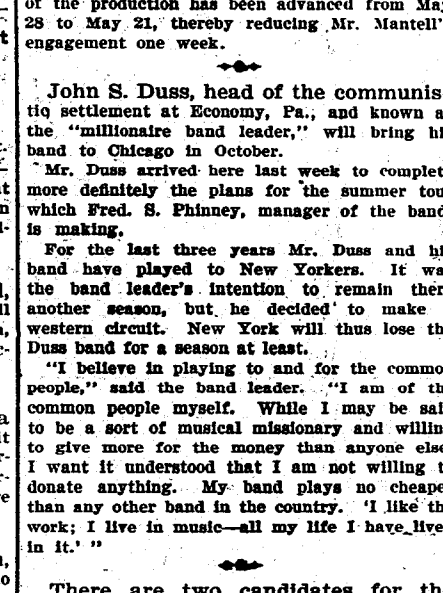 of the production has been advanced from May
28 to May 21, thereby reducing Mr. Mantell'
engagement one week.
John S. Duss, head of the communis
tic settlement at Economy, Pa., and known a
the "millionaire band leader," will bring hi
band to Chicago in October.
Mr. Duss arrived here last week to complet
more definitely the plans for the summer tou
which Fred. S. Phinney, manager of the band
is making.
For the last three years Mr. Duss and hi
band have played to New Yorkers. It wa
the band leader's intention to remain ther
another season, but he decided to make
western circuit. New York will thus lose th
Duss band for a season at least.
"I believe in playing to and for the commo
people," said the band leader. "I am of th
common people myself. While I may be sai
to be a sort of musical missionary and willin
to give more for the money than anyone else
I want it understood that I am not willing t
donate anything. My band plays no cheape
than any other band in the country. 'I like th
work; I live in music—all my life I have live
in it.' "
There are two candidates for th